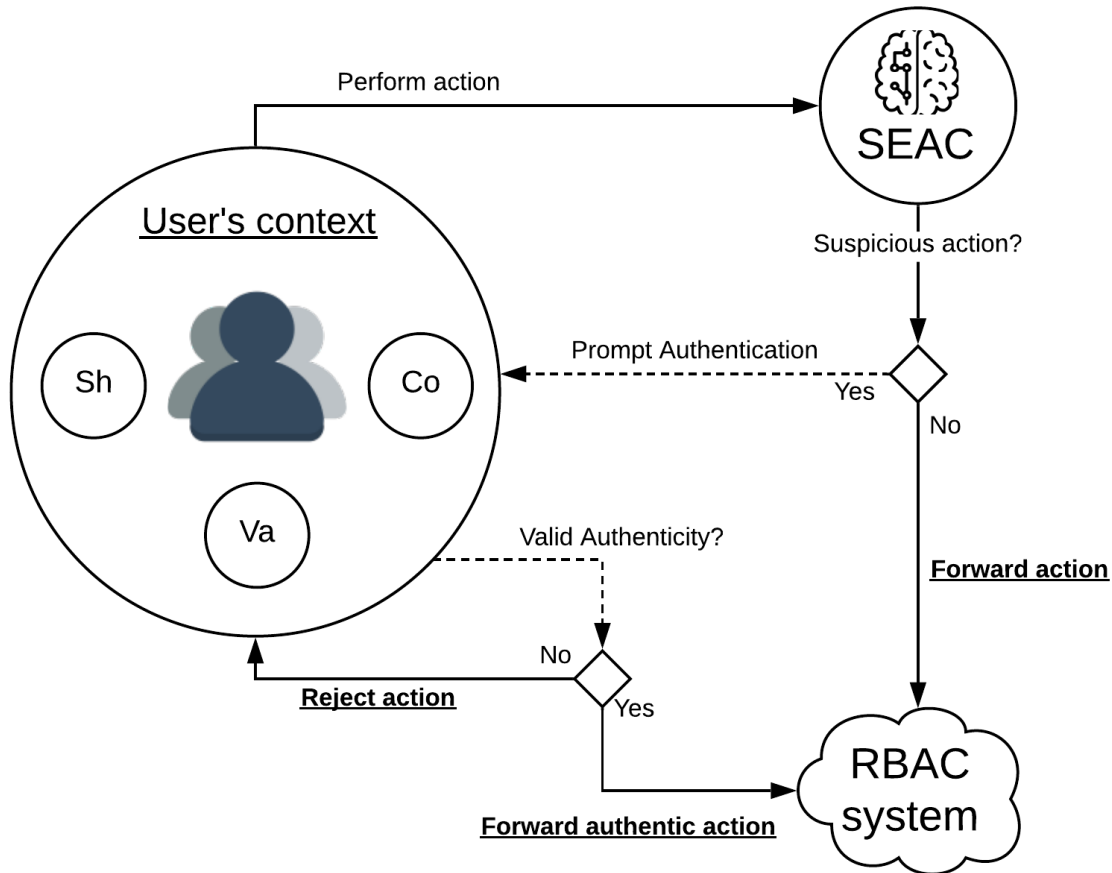 Perform action
SEAC
User's context
Suspicious action?
Sh
Co
Prompt Authentication
Yes
No
Va
Valid Authenticity?
Forward action
No
Reject action
Yes
RBAC
system
Forward authentic action